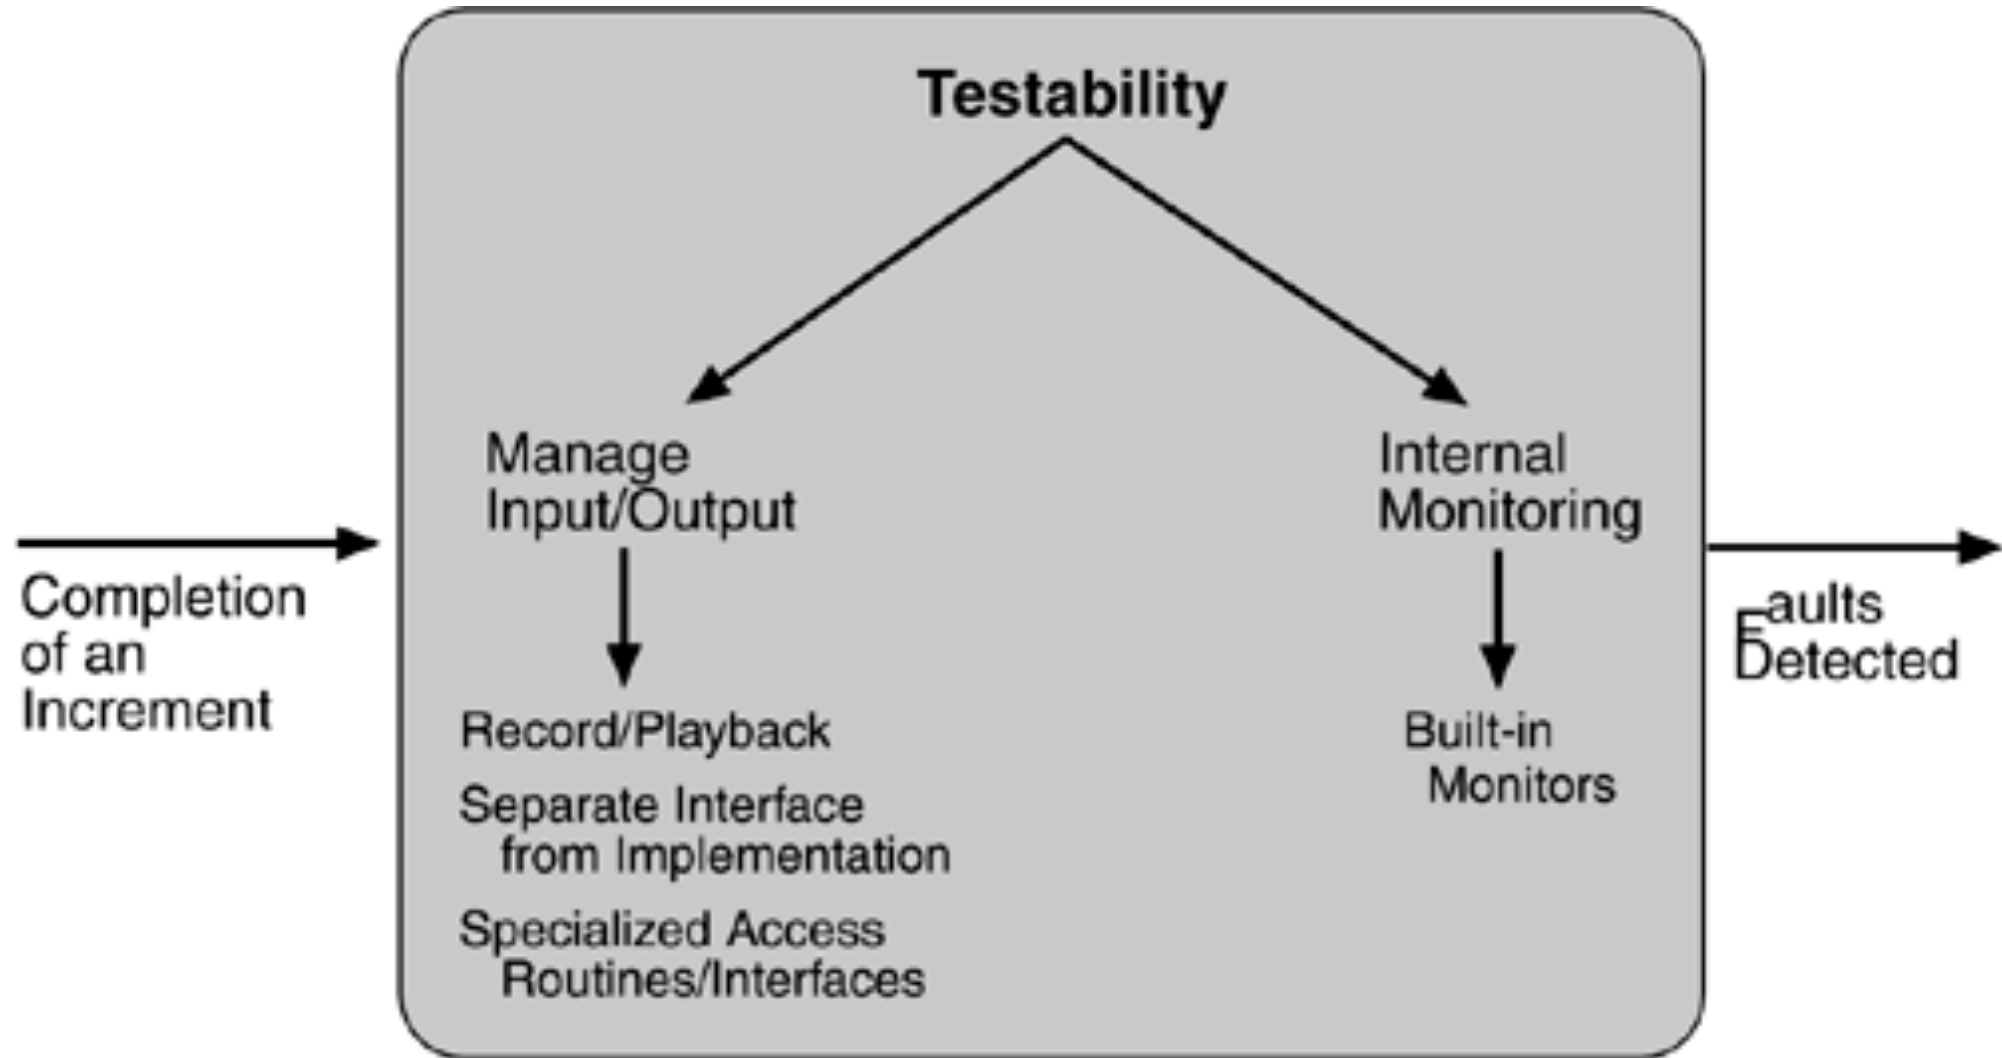 Testability
Manage
Input/Output
Internal
Monitoring
Completion
of an
Increment
Faults
Detected
Record/Playback
Separate Interface
from Implementation
Specialized Access
Routines/Interfaces
Built-in
Monitors